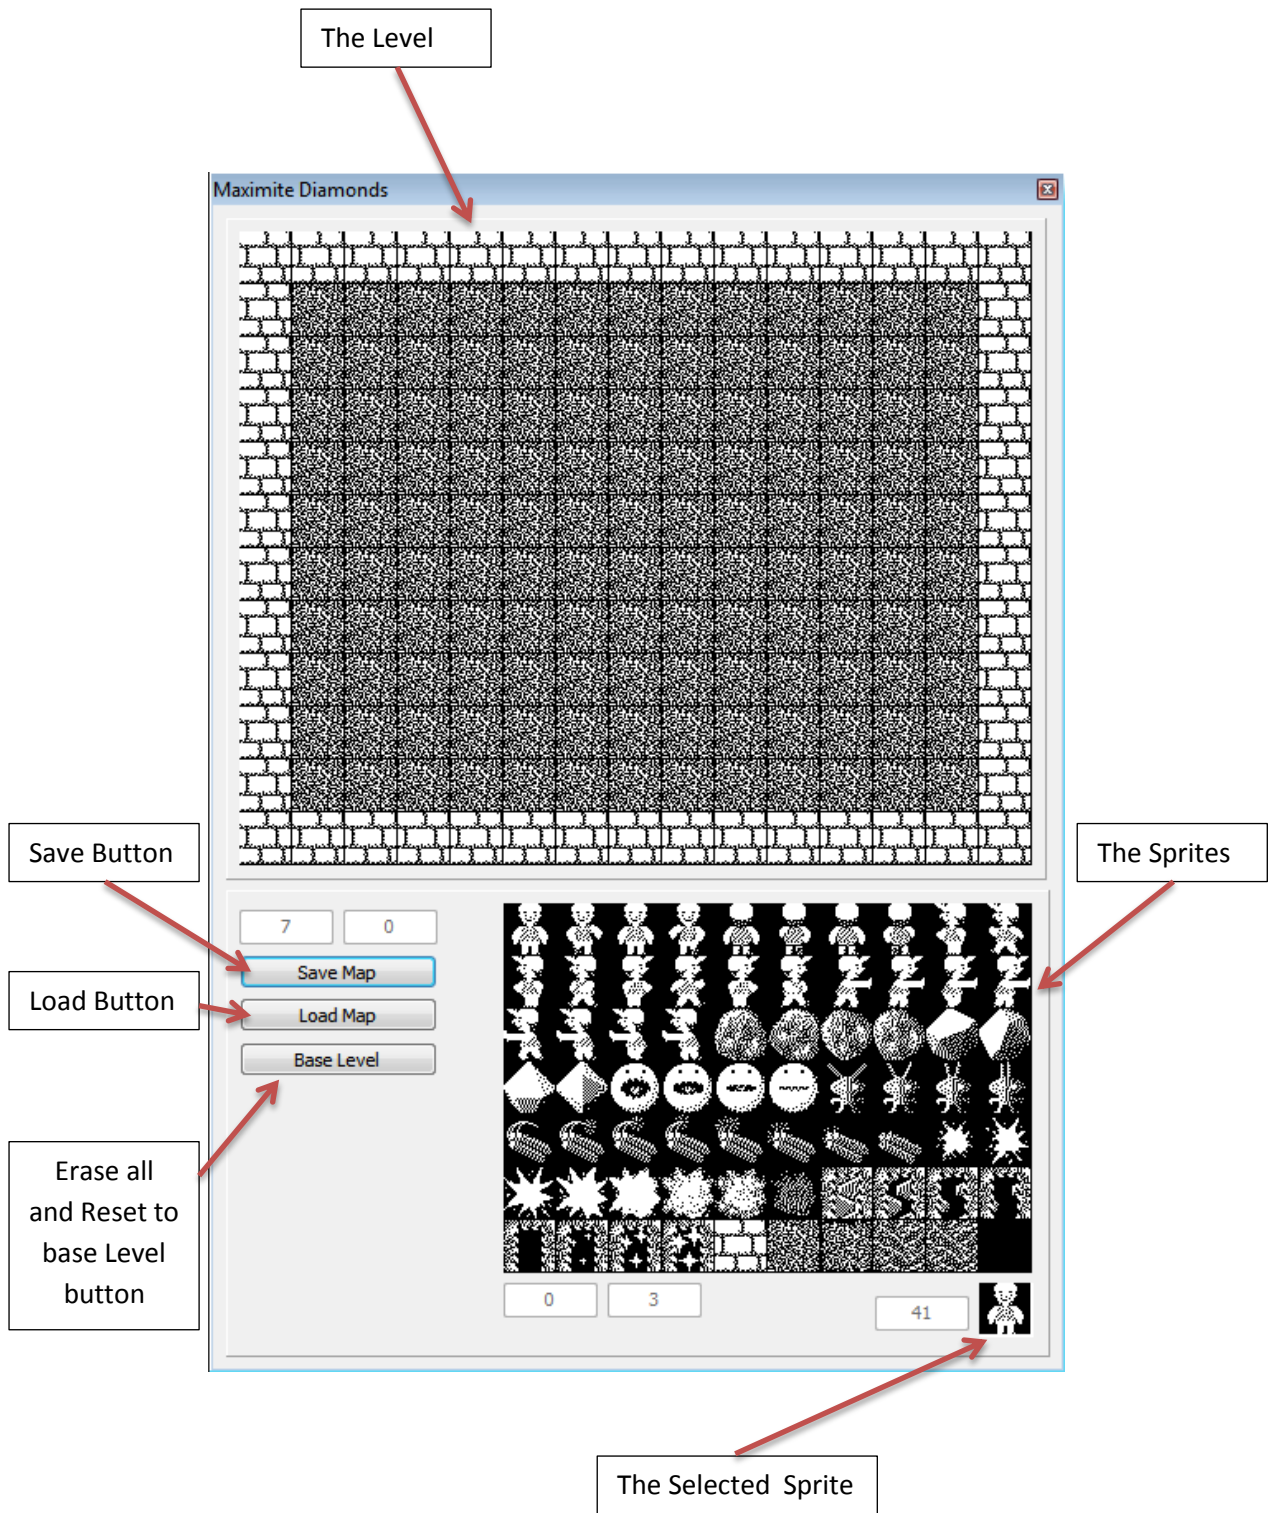 The Level
Maximite Diamonds
Save Button
The Sprites
7 0
Save Map
Load Button
Load Map
Base Level
Erase all
and Reset to
base Level
button
0 3
41
The Selected Sprite